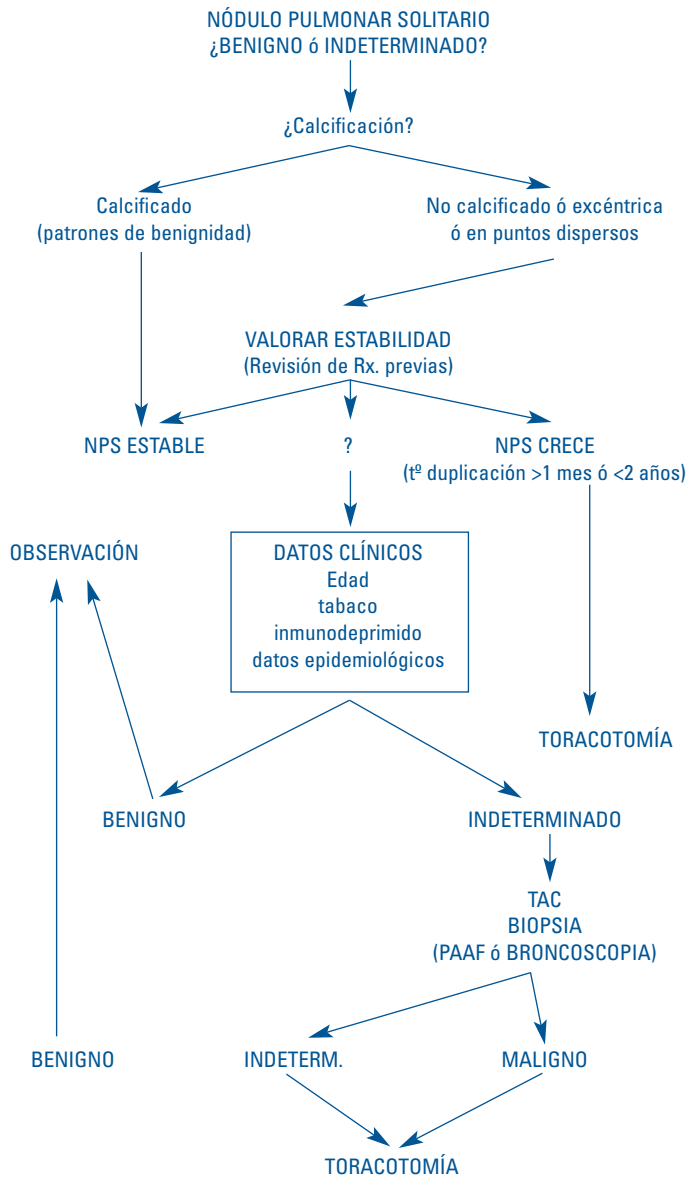 NÓDULO PULMONAR SOLITARIO
¿BENIGNO ó INDETERMINADO?
¿Calcificación?
Calcificado
(patrones de benignidad)
No calcificado ó excéntrica
ó en puntos dispersos
VALORAR ESTABILIDAD
(Revisión de Rx. previas)
NPS ESTABLE
?
NPS CRECE
(tº duplicación >1 mes ó <2 años)
OBSERVACIÓN
DATOS CLÍNICOS
Edad
tabaco
inmunodeprimido
datos epidemiológicos
TORACOTOMÍA
BENIGNO
INDETERMINADO
TAC
BIOPSIA
(PAAF ó BRONCOSCOPIA)
BENIGNO
INDETERM.
MALIGNO
TORACOTOMÍA